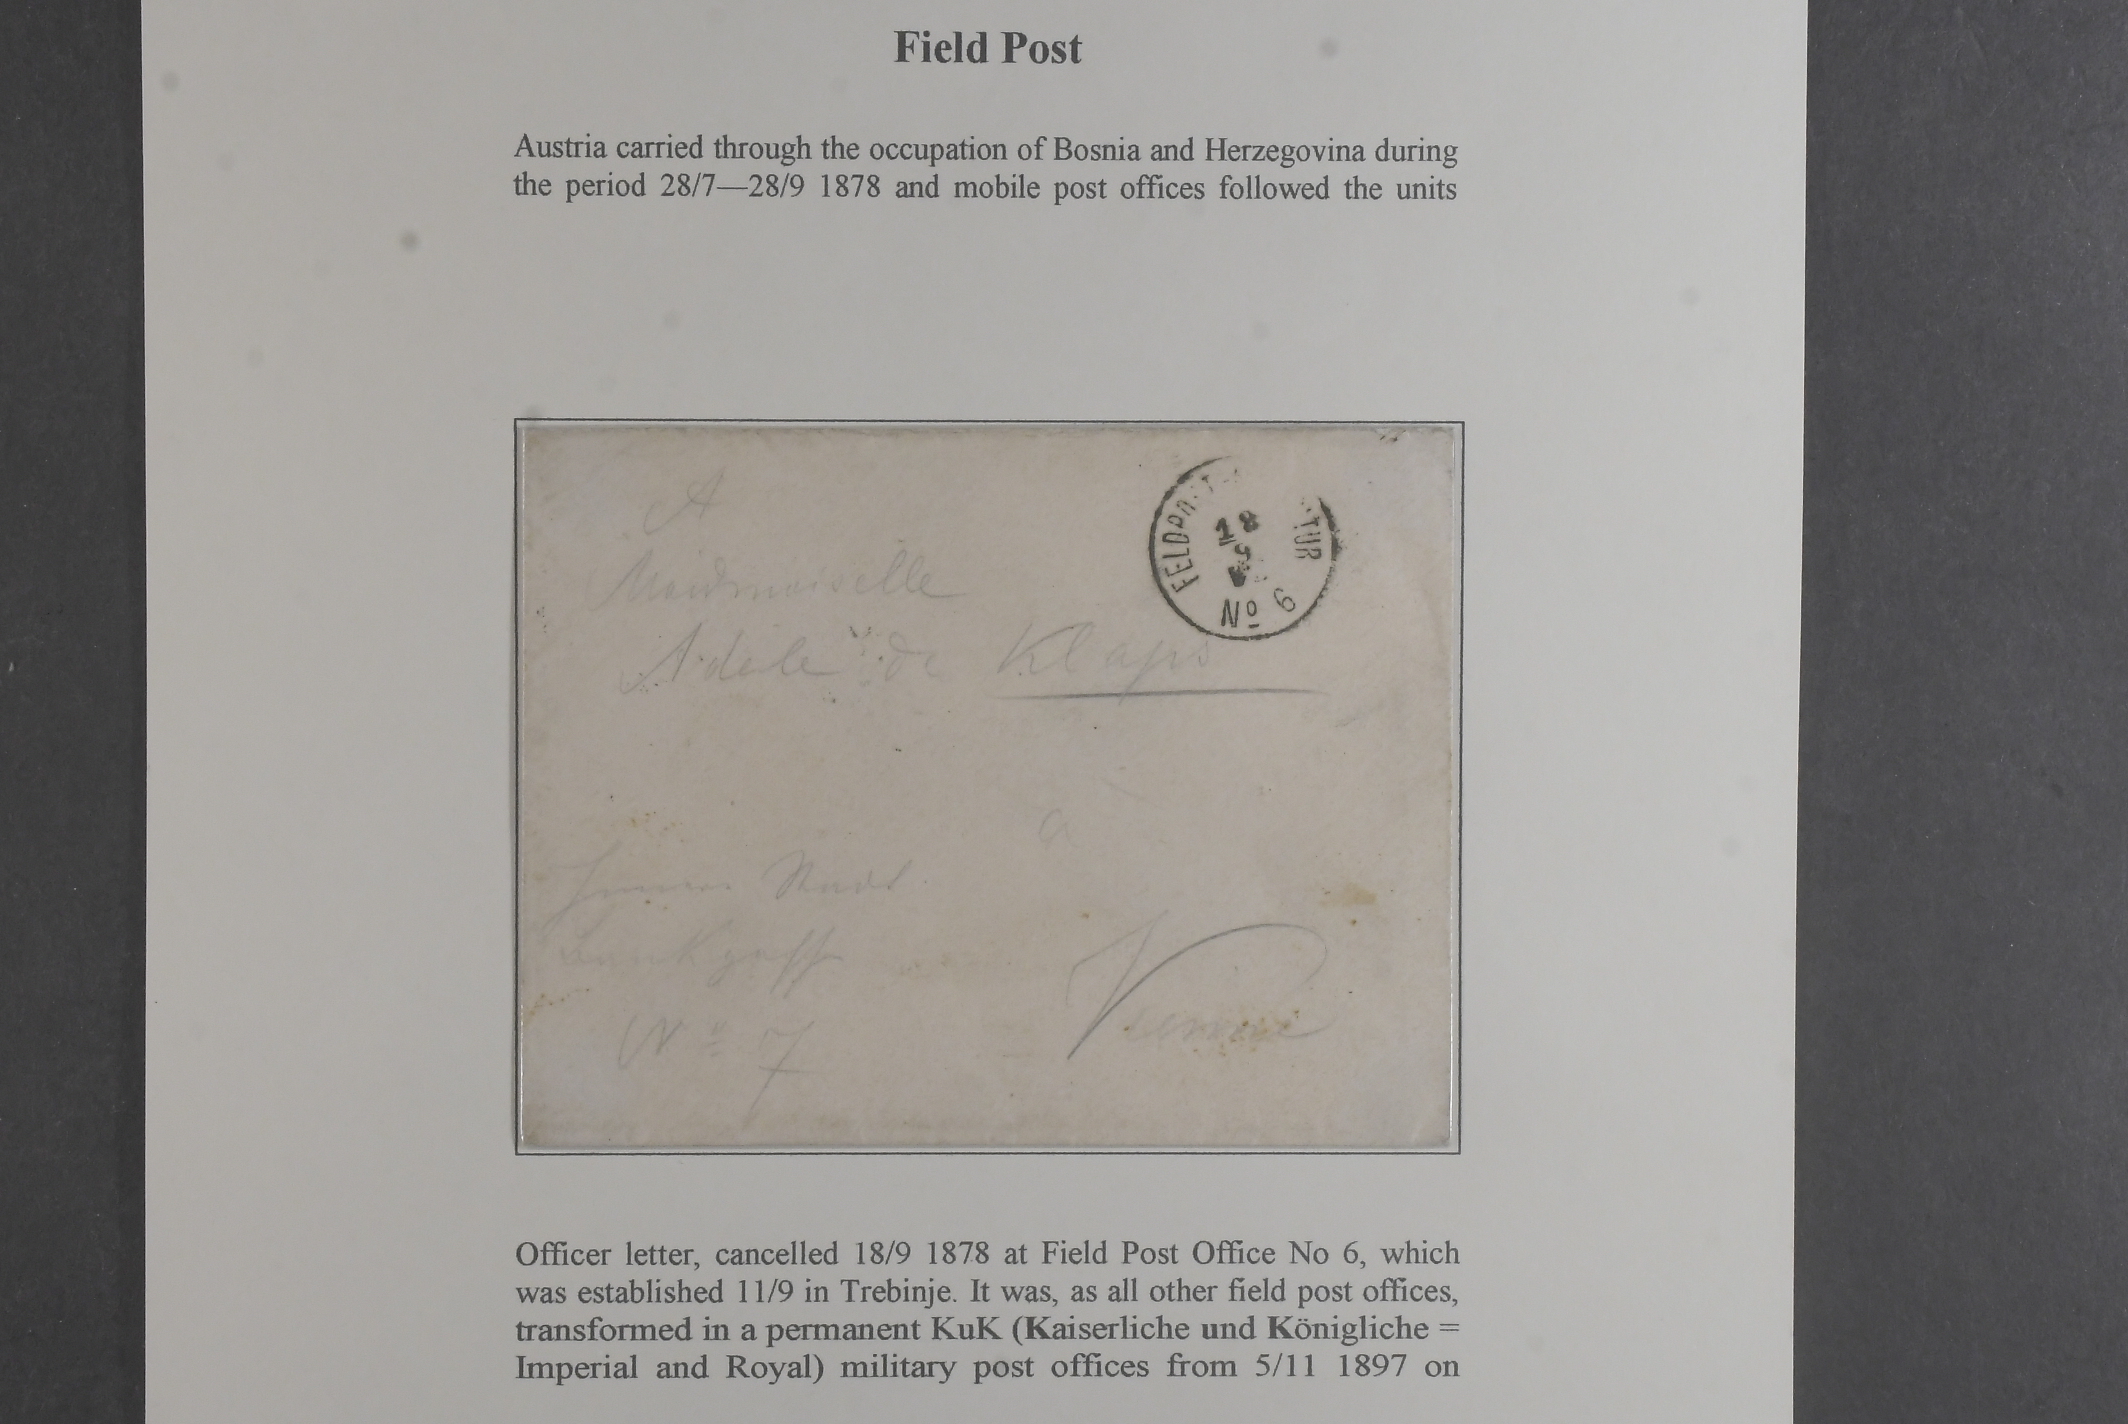 Field Post
Austria carried through the occupation of Bosnia and Herzegovina during
the period 28/7—28/9 1878 and mobile post offices followed the units
FELDPOST TUR
18
9
No 6
A
Adele de Klaps
a
Vienne
No 7
Officer letter, cancelled 18/9 1878 at Field Post Office No 6, which
was established 11/9 in Trebinje. It was, as all other field post offices,
transformed in a permanent KuK (Kaiserliche und Königliche =
Imperial and Royal) military post offices from 5/11 1897 on